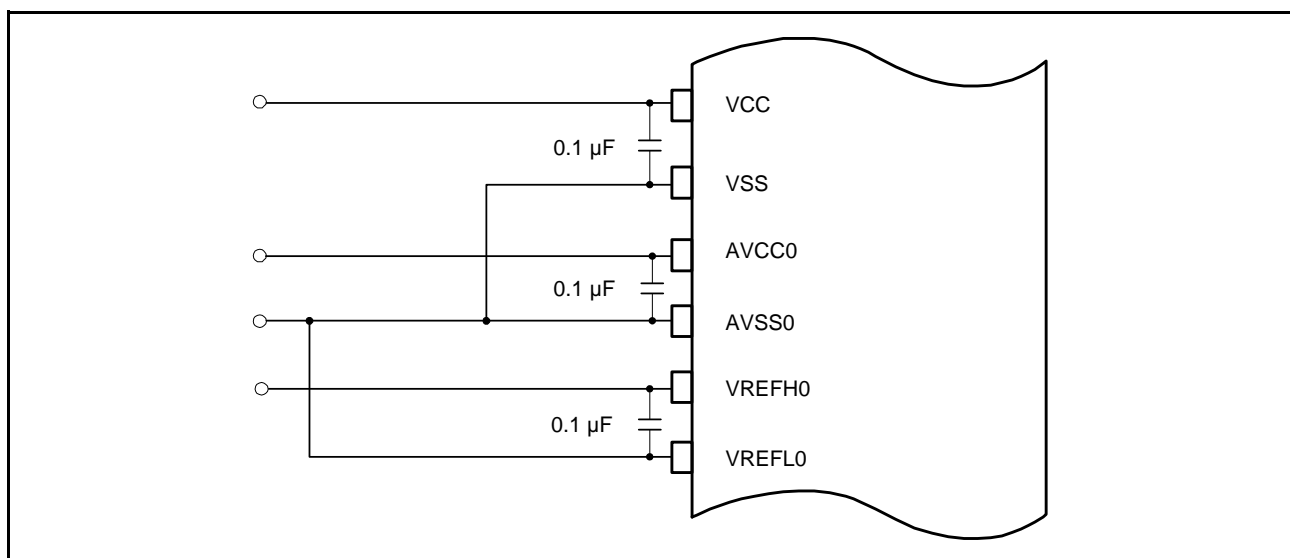 VCC
0.1 µF
VSS
AVCC0
0.1 µF
AVSS0
VREFH0
0.1 µF
VREFL0